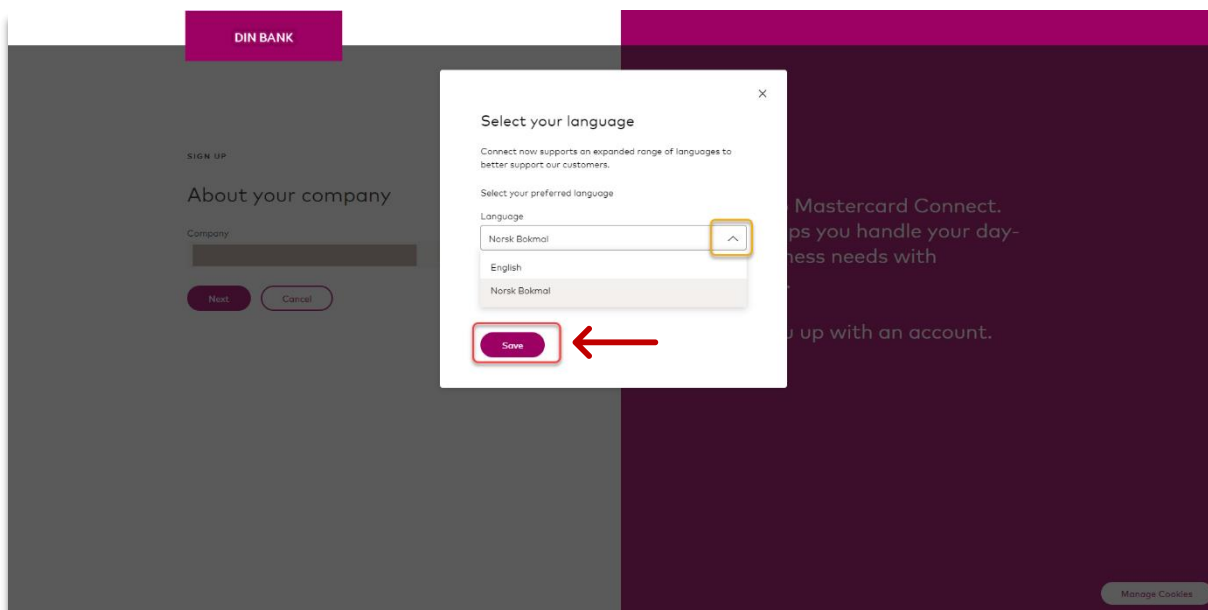 DIN BANK
SIGN UP
About your company
Company
Next
Cancel
Select your language
Connect now supports an expanded range of languages to
better support our customers.
Select your preferred language
Language
Norsk Bokmal
English
Norsk Bokmal
Save
Mastercard Connect.
ps you handle your day-
ness needs with
up with an account.
Manage Cookies